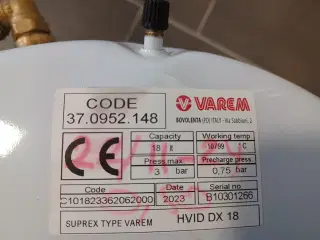 CODE
37.0952.148
VAREM
BOVOLENTA (PD) ITALY - Via Sabbioni, 2
CE
Capacity
18 ℓ
Working temp.
-10/99 °C
Press.max
3 bar
Precharge press.
0,75 bar
Code
C101823362062000
Date
2023
Serial no
B10301266
SUPREX TYPE VAREM
HVID DX 18